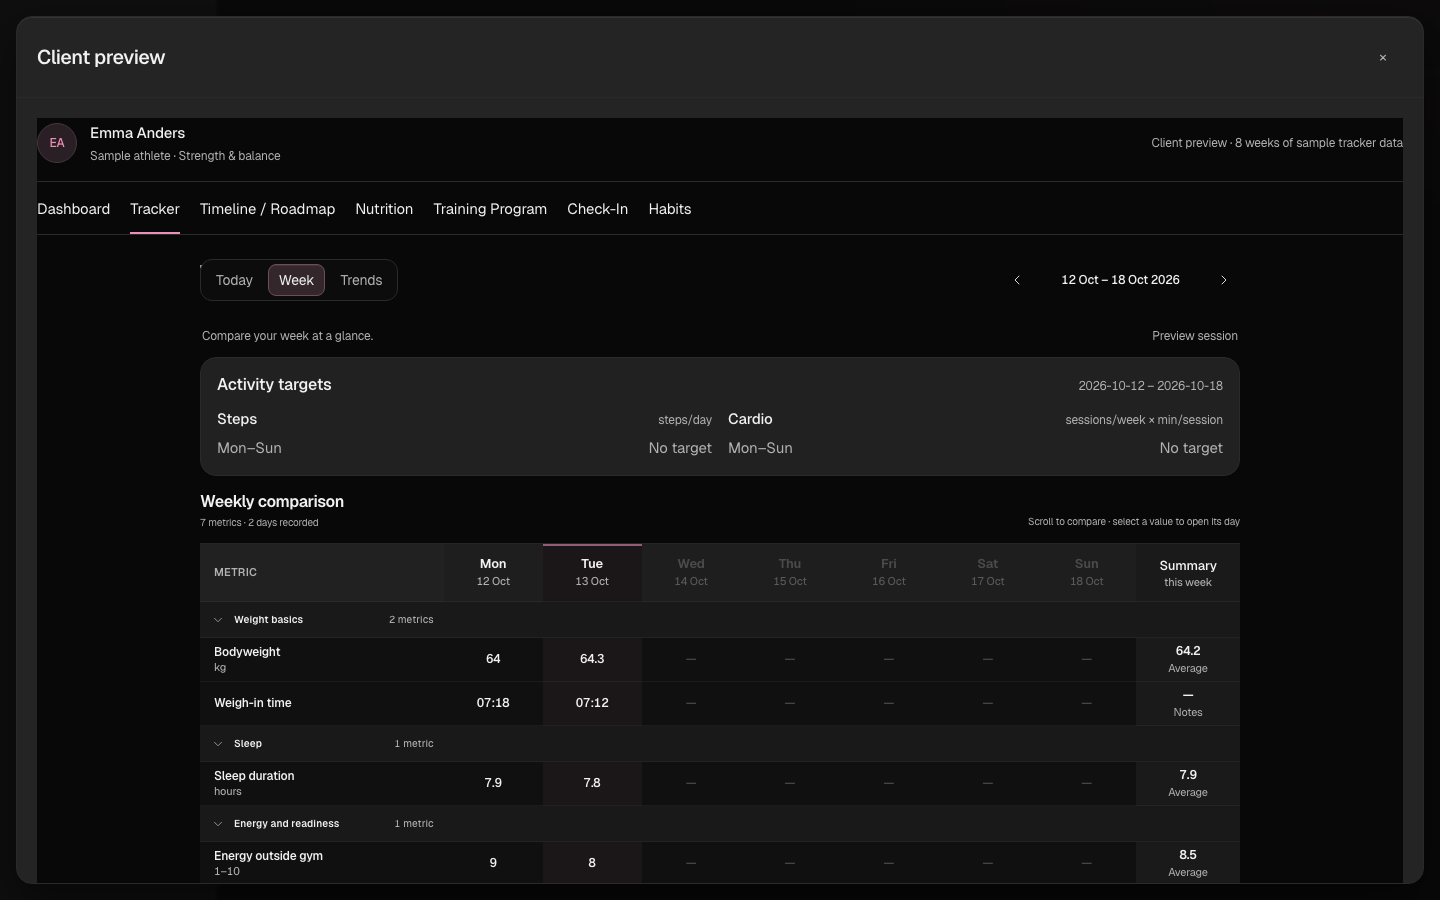 Client preview
×
EA
Emma Anders
Sample athlete · Strength & balance
Client preview · 8 weeks of sample tracker data
Dashboard Tracker Timeline / Roadmap Nutrition Training Program Check-In Habits
Today Week Trends
12 Oct – 18 Oct 2026
Compare your week at a glance.
Preview session
Activity targets
2026-10-12 – 2026-10-18
Steps steps/day
Mon–Sun No target
Cardio sessions/week × min/session
Mon–Sun No target
Weekly comparison
7 metrics · 2 days recorded
Scroll to compare · select a value to open its day
METRIC Mon Tue Wed Thu Fri Sat Sun Summary
12 Oct 13 Oct 14 Oct 15 Oct 16 Oct 17 Oct 18 Oct this week
Weight basics 2 metrics
Bodyweight 64 64.3 — — — — — 64.2
kg Average
Weigh-in time 07:18 07:12 — — — — — —
Notes
Sleep 1 metric
Sleep duration 7.9 7.8 — — — — — 7.9
hours Average
Energy and readiness 1 metric
Energy outside gym 9 8 — — — — — 8.5
1–10 Average